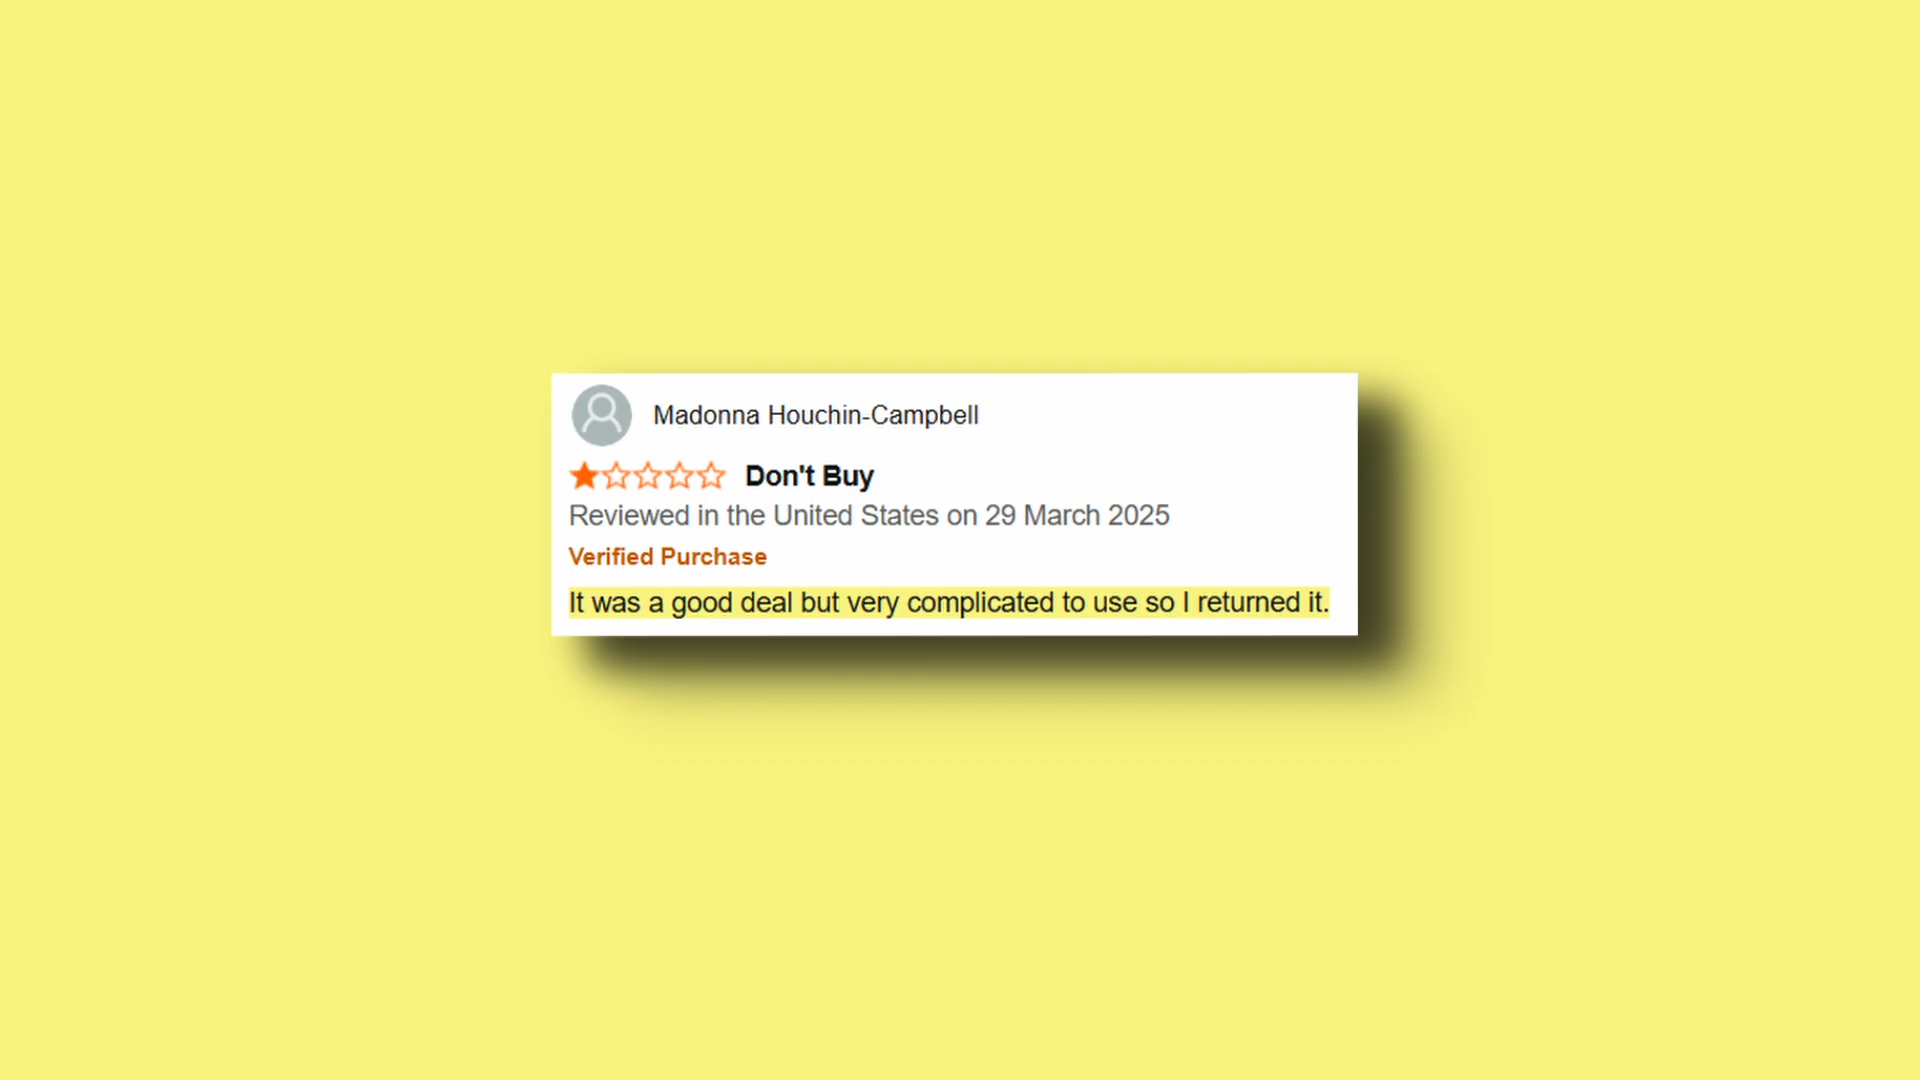 Madonna Houchin-Campbell
Don't Buy
Reviewed in the United States on 29 March 2025
Verified Purchase
It was a good deal but very complicated to use so I returned it.